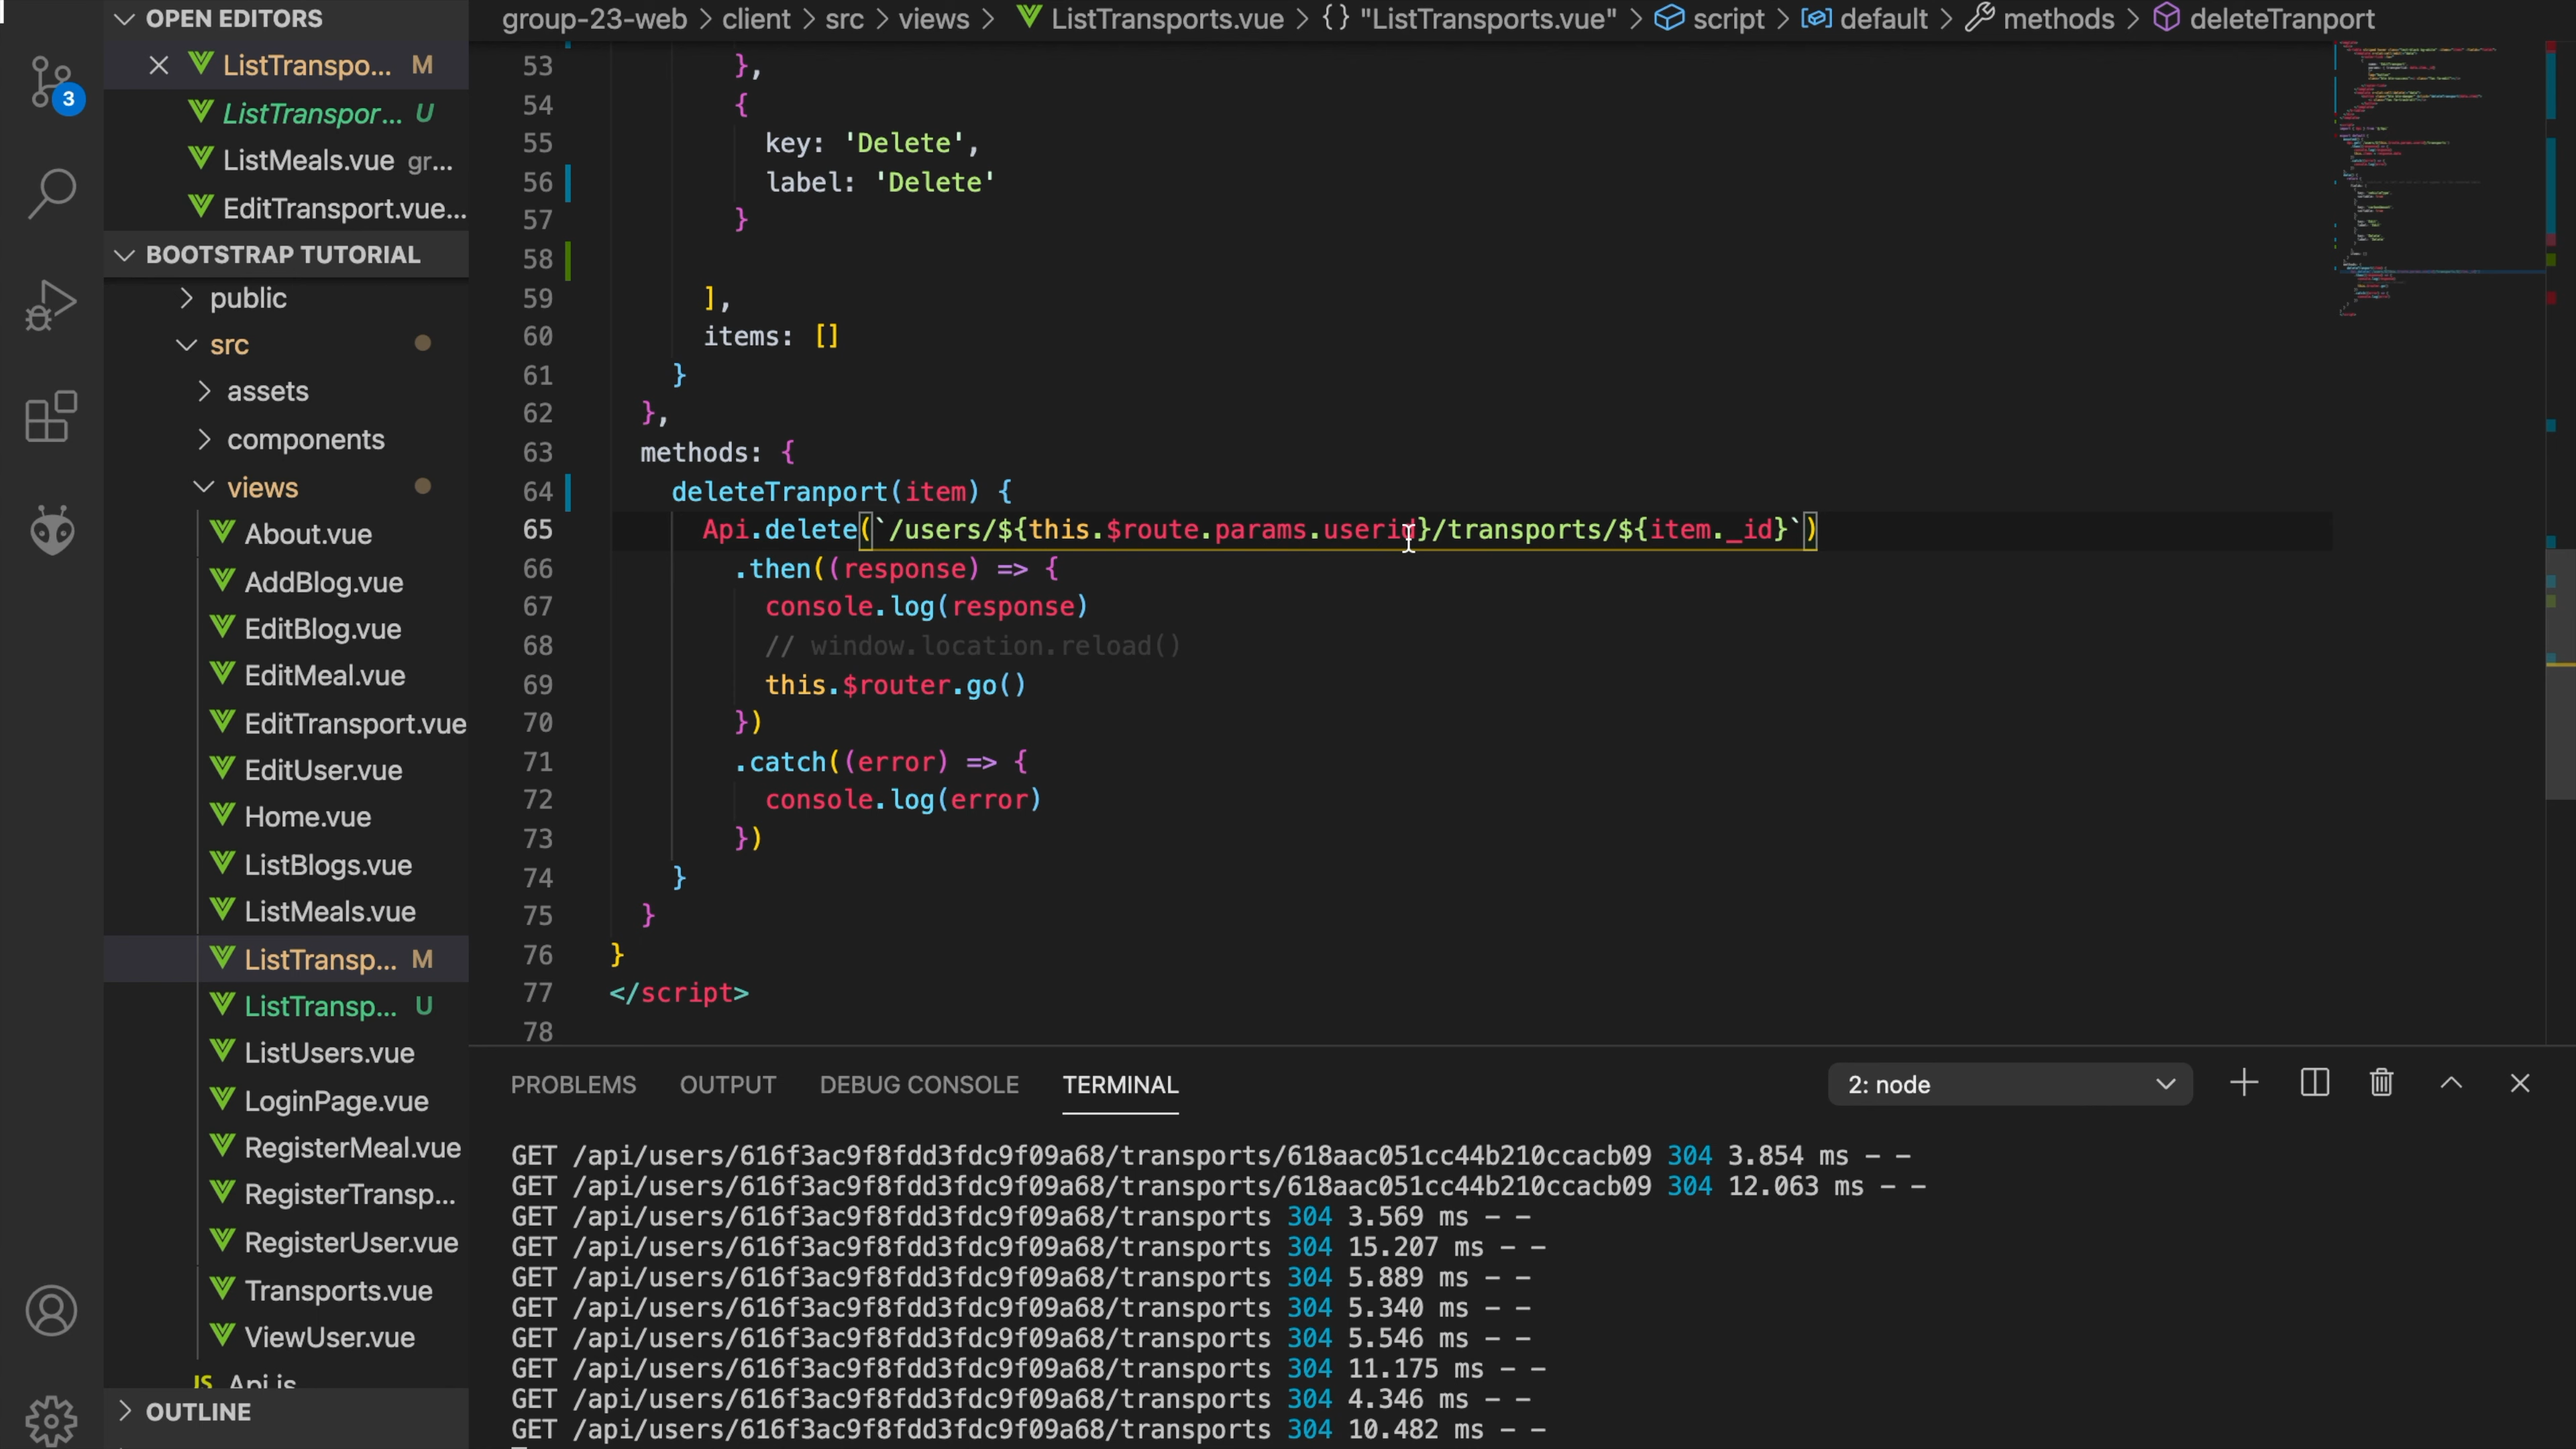 OPEN EDITORS
ListTranspo... M
ListTranspor... U
ListMeals.vue gr...
EditTransport.vue...
BOOTSTRAP TUTORIAL
public
src
assets
components
views
About.vue
AddBlog.vue
EditBlog.vue
EditMeal.vue
EditTransport.vue
EditUser.vue
Home.vue
ListBlogs.vue
ListMeals.vue
ListTransp... M
ListTransp... U
ListUsers.vue
LoginPage.vue
RegisterMeal.vue
RegisterTransp...
RegisterUser.vue
Transports.vue
ViewUser.vue
JS Api.js
OUTLINE
3
group-23-web > client > src > views > ListTransports.vue > {} "ListTransports.vue" > script > default > methods > deleteTranport
53 },
54 {
55 key: 'Delete',
56 label: 'Delete'
57 }
58
59 ],
60 items: []
61 }
62 },
63 methods: {
64 deleteTranport(item) {
65 Api.delete(`/users/${this.$route.params.userid}/transports/${item._id}`)
66 .then((response) => {
67 console.log(response)
68 // window.location.reload()
69 this.$router.go()
70 })
71 .catch((error) => {
72 console.log(error)
73 })
74 }
75 }
76 }
77 </script>
78
PROBLEMS OUTPUT DEBUG CONSOLE TERMINAL 2: node
GET /api/users/616f3ac9f8fdd3fdc9f09a68/transports/618aac051cc44b210ccacb09 304 3.854 ms - -
GET /api/users/616f3ac9f8fdd3fdc9f09a68/transports/618aac051cc44b210ccacb09 304 12.063 ms - -
GET /api/users/616f3ac9f8fdd3fdc9f09a68/transports 304 3.569 ms - -
GET /api/users/616f3ac9f8fdd3fdc9f09a68/transports 304 15.207 ms - -
GET /api/users/616f3ac9f8fdd3fdc9f09a68/transports 304 5.889 ms - -
GET /api/users/616f3ac9f8fdd3fdc9f09a68/transports 304 5.340 ms - -
GET /api/users/616f3ac9f8fdd3fdc9f09a68/transports 304 5.546 ms - -
GET /api/users/616f3ac9f8fdd3fdc9f09a68/transports 304 11.175 ms - -
GET /api/users/616f3ac9f8fdd3fdc9f09a68/transports 304 4.346 ms - -
GET /api/users/616f3ac9f8fdd3fdc9f09a68/transports 304 10.482 ms - -